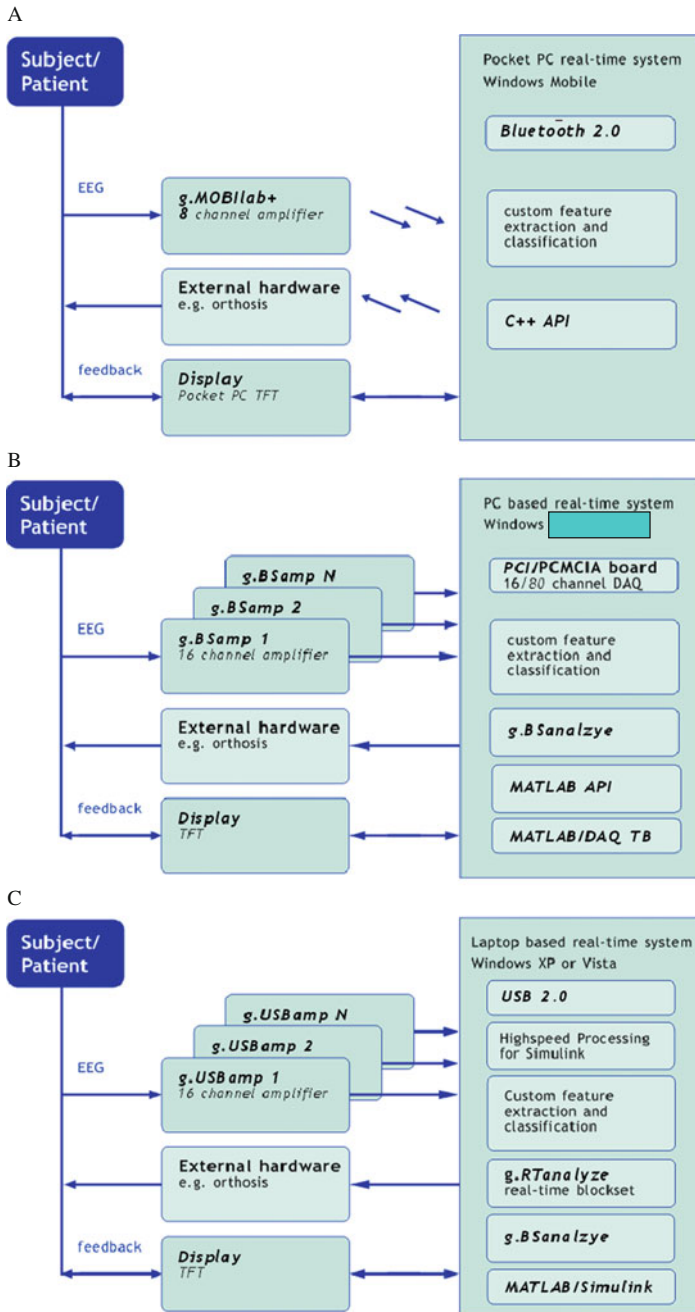 A
Subject/
Patient
EEG
g.MOBIlab+
8 channel amplifier
External hardware
e.g. orthosis
feedback
Display
Pocket PC TFT
Pocket PC real-time system
Windows Mobile
Bluetooth 2.0
custom feature
extraction and
classification
C++ API
B
Subject/
Patient
EEG
g.BSamp N
g.BSamp 2
g.BSamp 1
16 channel amplifier
External hardware
e.g. orthosis
feedback
Display
TFT
PC based real-time system
Windows
PCI/PCMCIA board
16/80 channel DAQ
custom feature
extraction and
classification
g.BSanalzye
MATLAB API
MATLAB/DAQ TB
C
Subject/
Patient
EEG
g.USBamp N
g.USBamp 2
g.USBamp 1
16 channel amplifier
External hardware
e.g. orthosis
feedback
Display
TFT
Laptop based real-time system
Windows XP or Vista
USB 2.0
Highspeed Processing
for Simulink
Custom feature
extraction and
classification
g.RTanalyze
real-time blockset
g.BSanalzye
MATLAB/Simulink